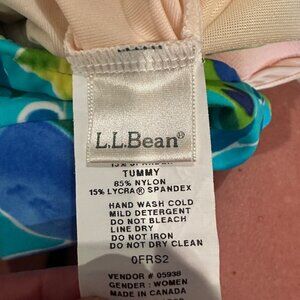 L.L.Bean®
TUMMY
85% NYLON
15% LYCRA® SPANDEX
HAND WASH COLD
MILD DETERGENT
DO NOT BLEACH
LINE DRY
DO NOT IRON
DO NOT DRY CLEAN
0FRS2
VENDOR # 05938
GENDER : WOMEN
MADE IN CANADA